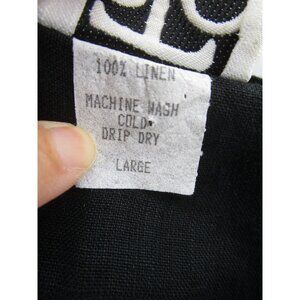 100% LINEN
MACHINE WASH
COLD
DRIP DRY
LARGE